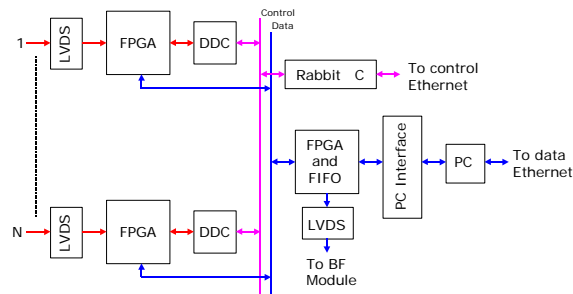 Control
Data
1
LVDS
FPGA
DDC
Rabbit C
To control
Ethernet
FPGA
and
FIFO
PC Interface
PC
To data
Ethernet
LVDS
To BF
Module
N
LVDS
FPGA
DDC